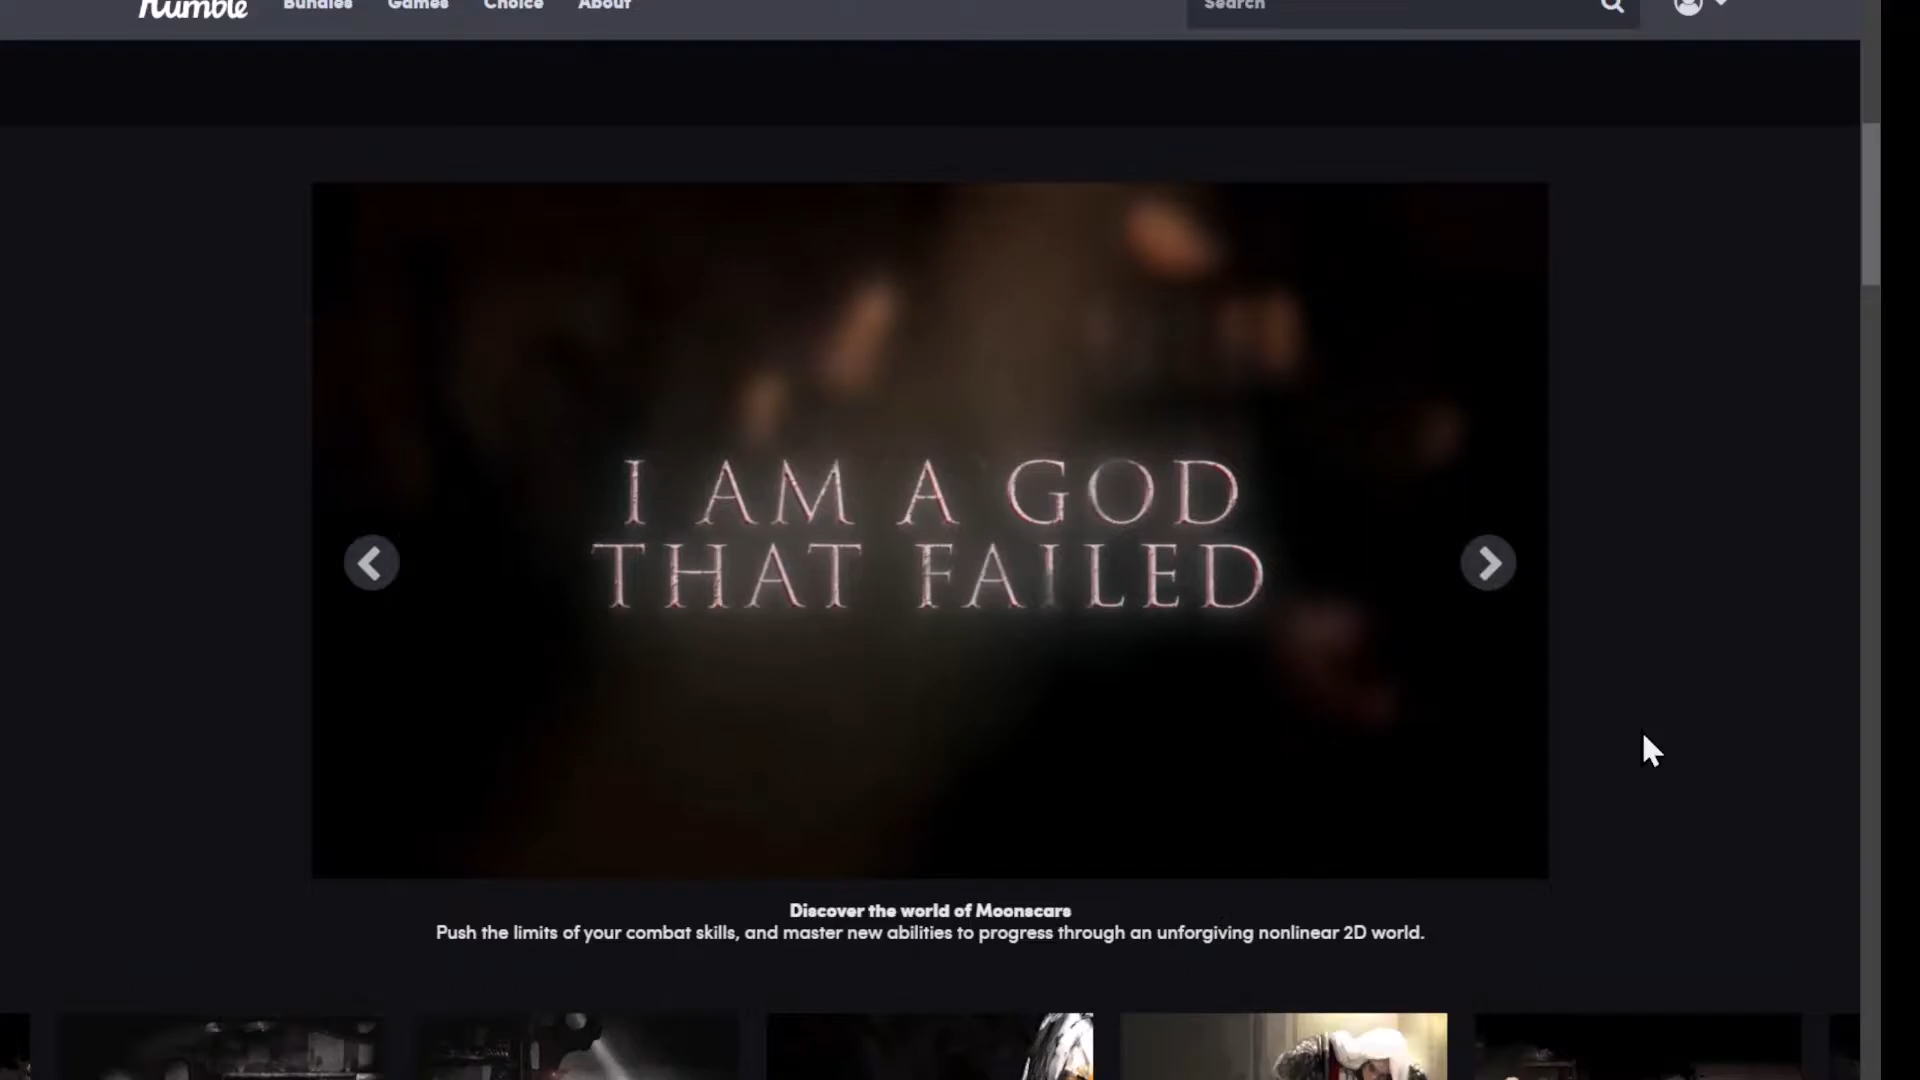 Humble Bundles Games Choice About Search
I AM A GOD
THAT FAILED
Discover the world of Moonscars
Push the limits of your combat skills, and master new abilities to progress through an unforgiving nonlinear 2D world.